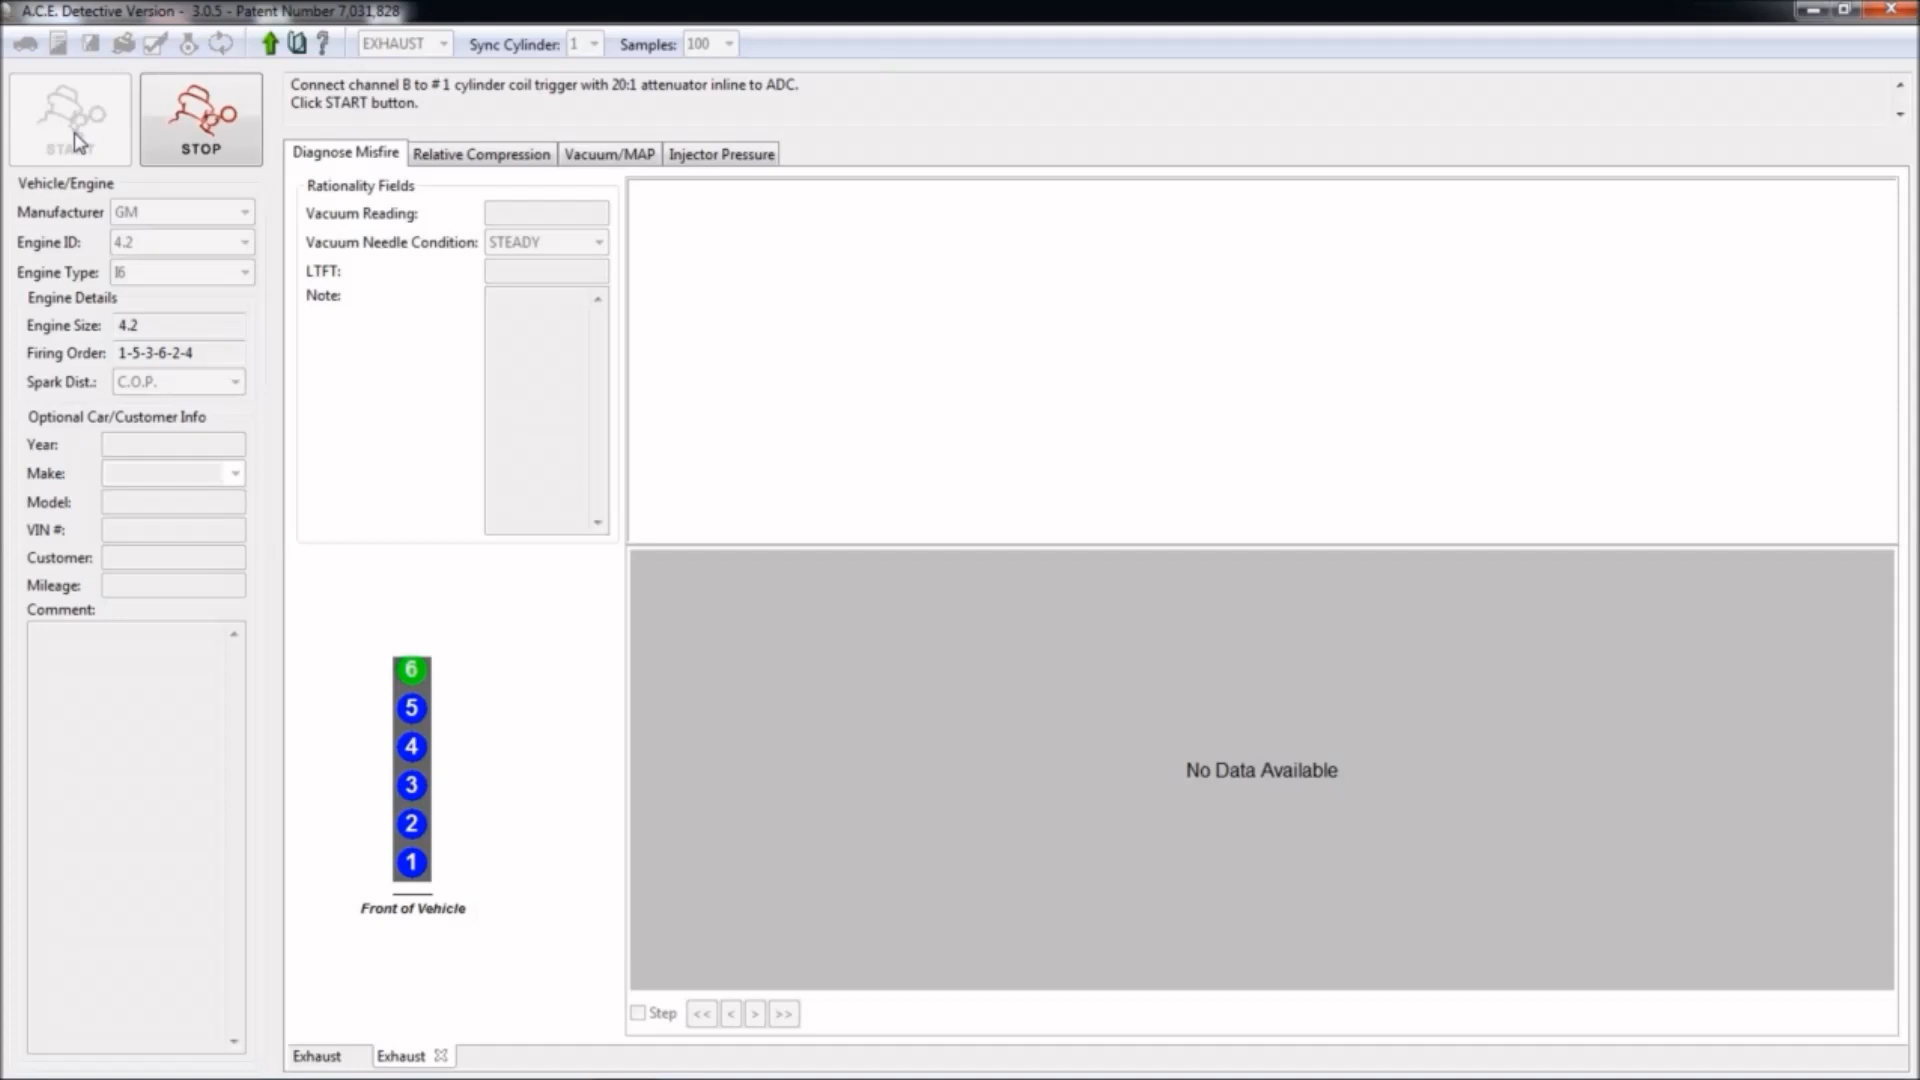 A.C.E. Detective Version - 3.0.5 - Patent Number 7,031,828
EXHAUST
Sync Cylinder: 1
Samples: 100
START
STOP
Connect channel B to #1 cylinder coil trigger with 20:1 attenuator inline to ADC.
Click START button.
Diagnose Misfire
Relative Compression
Vacuum/MAP
Injector Pressure
Vehicle/Engine
Manufacturer GM
Engine ID: 4.2
Engine Type: I6
Engine Details
Engine Size: 4.2
Firing Order: 1-5-3-6-2-4
Spark Dist.: C.O.P.
Optional Car/Customer Info
Year:
Make:
Model:
VIN #:
Customer:
Mileage:
Comment:
Rationality Fields
Vacuum Reading:
Vacuum Needle Condition: STEADY
LTFT:
Note:
6
5
4
3
2
1
Front of Vehicle
No Data Available
Step << < > >>
Exhaust
Exhaust